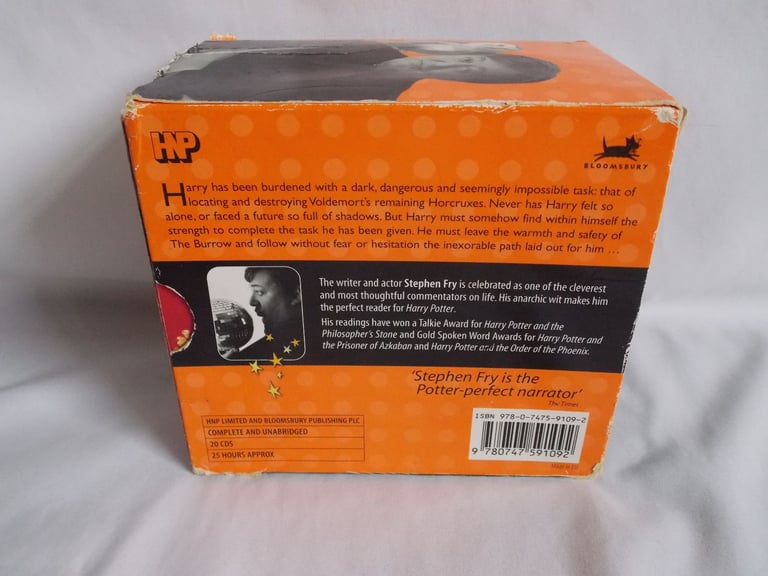 HNP
BLOOMSBURY
Harry has been burdened with a dark, dangerous and seemingly impossible task: that of
locating and destroying Voldemort's remaining Horcruxes. Never has Harry felt so
alone, or faced a future so full of shadows. But Harry must somehow find within himself the
strength to complete the task he has been given. He must leave the warmth and safety of
The Burrow and follow without fear or hesitation the inexorable path laid out for him ...
The writer and actor Stephen Fry is celebrated as one of the cleverest
and most thoughtful commentators on life. His anarchic wit makes him
the perfect reader for Harry Potter.
His readings have won a Talkie Award for Harry Potter and the
Philosopher's Stone and Gold Spoken Word Awards for Harry Potter and
the Prisoner of Azkaban and Harry Potter and the Order of the Phoenix.
'Stephen Fry is the
Potter-perfect narrator'
The Times
HNP LIMITED AND BLOOMSBURY PUBLISHING PLC
COMPLETE AND UNABRIDGED
20 CDS
25 HOURS APPROX
ISBN 978-0-7475-9109-2
9 780747 591092
Made in EU